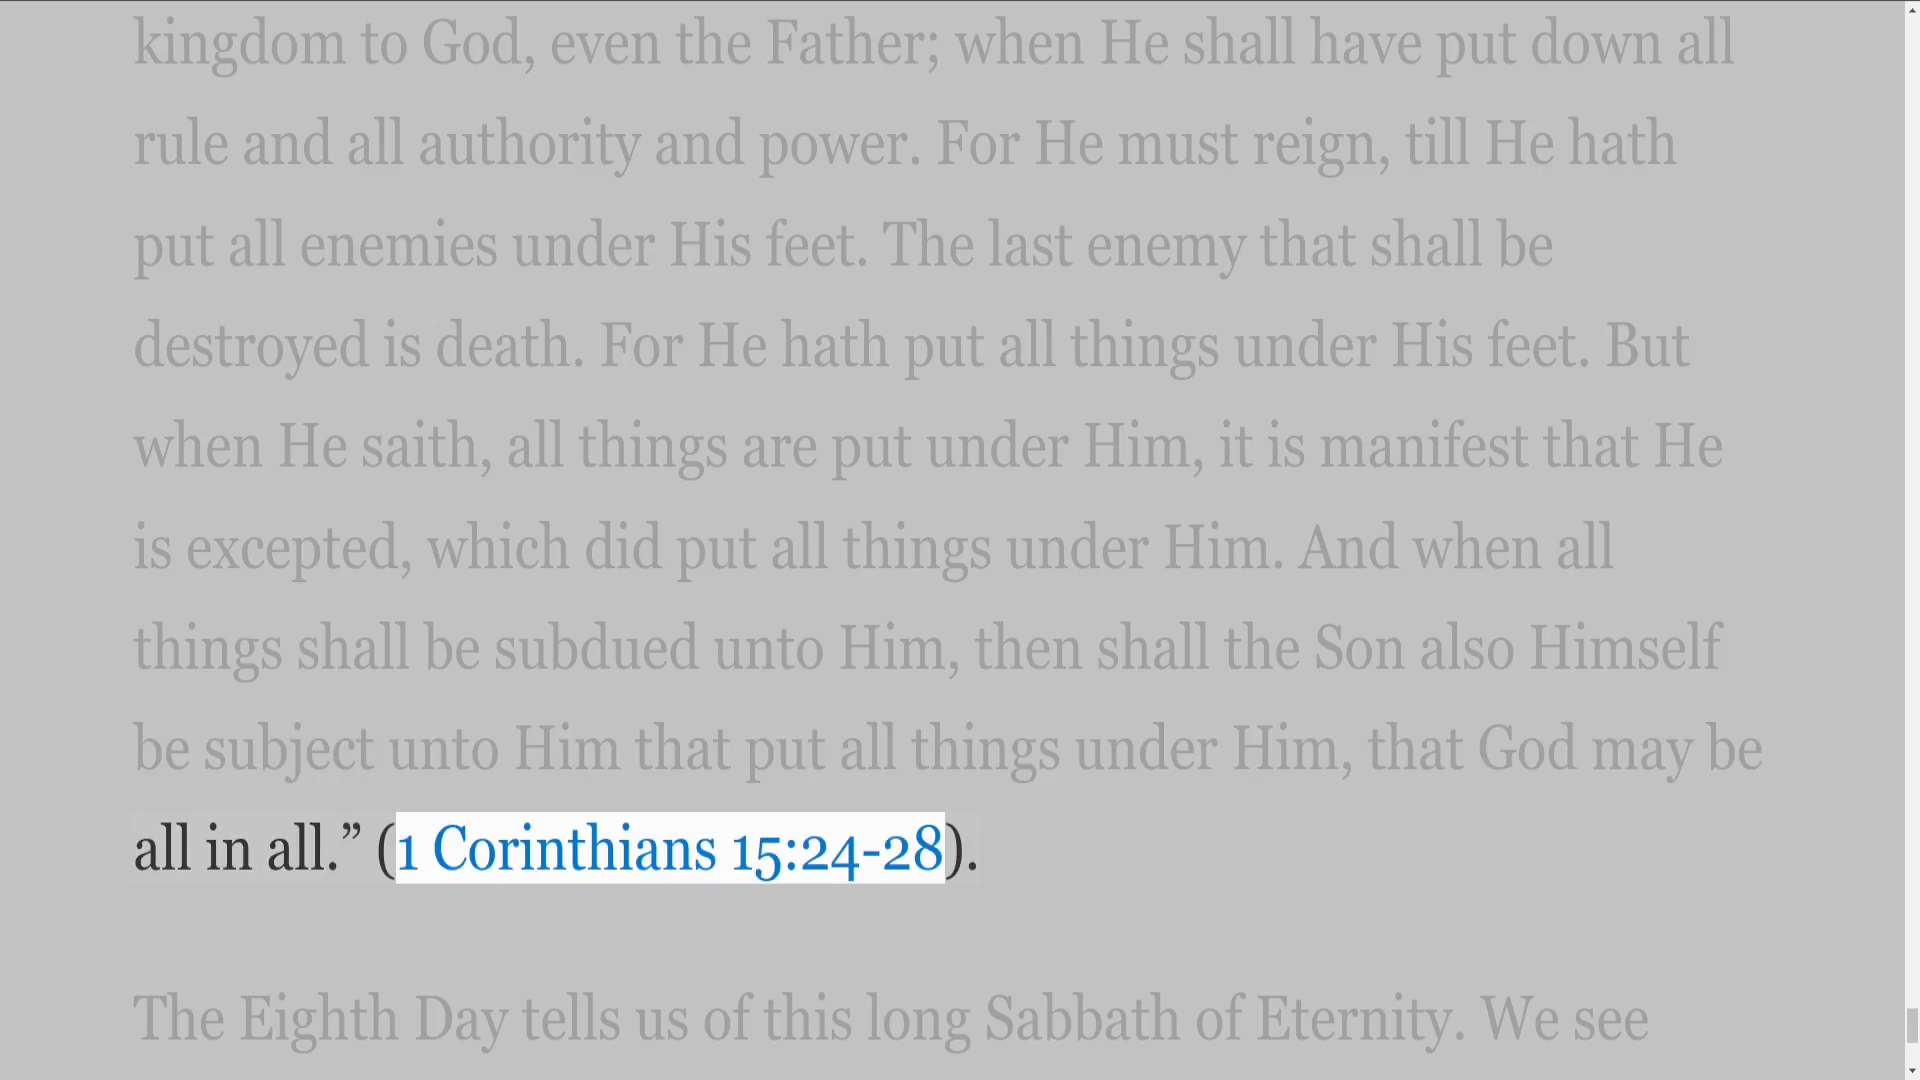 kingdom to God, even the Father; when He shall have put down all
rule and all authority and power. For He must reign, till He hath
put all enemies under His feet. The last enemy that shall be
destroyed is death. For He hath put all things under His feet. But
when He saith, all things are put under Him, it is manifest that He
is excepted, which did put all things under Him. And when all
things shall be subdued unto Him, then shall the Son also Himself
be subject unto Him that put all things under Him, that God may be
all in all.” (1 Corinthians 15:24-28).
The Eighth Day tells us of this long Sabbath of Eternity. We see